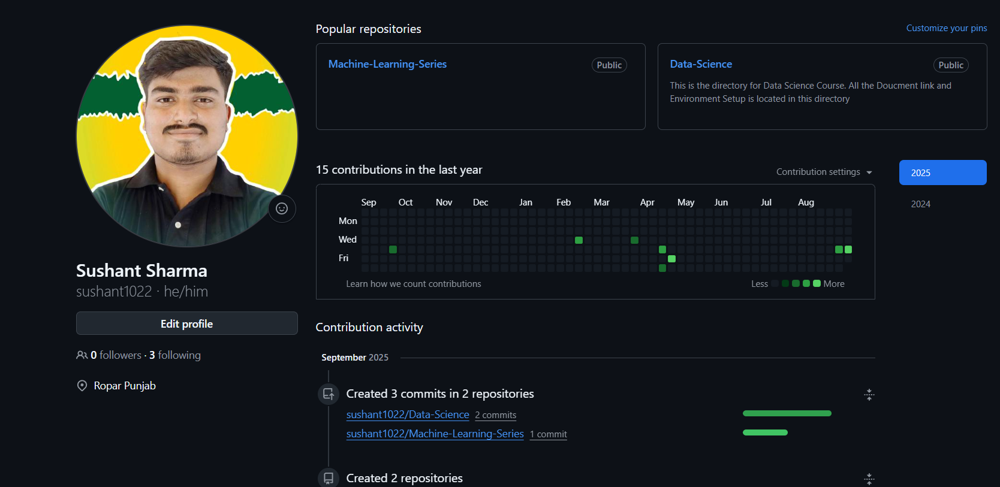 Sushant Sharma
sushant1022 · he/him
Edit profile
0 followers · 3 following
Ropar Punjab
Popular repositories
Customize your pins
Machine-Learning-Series
Public
Data-Science
Public
This is the directory for Data Science Course. All the Doucment link and
Environment Setup is located in this directory
15 contributions in the last year
Contribution settings
2025
2024
Sep Oct Nov Dec Jan Feb Mar Apr May Jun Jul Aug
Mon
Wed
Fri
Learn how we count contributions
Less More
Contribution activity
September 2025
Created 3 commits in 2 repositories
sushant1022/Data-Science 2 commits
sushant1022/Machine-Learning-Series 1 commit
Created 2 repositories